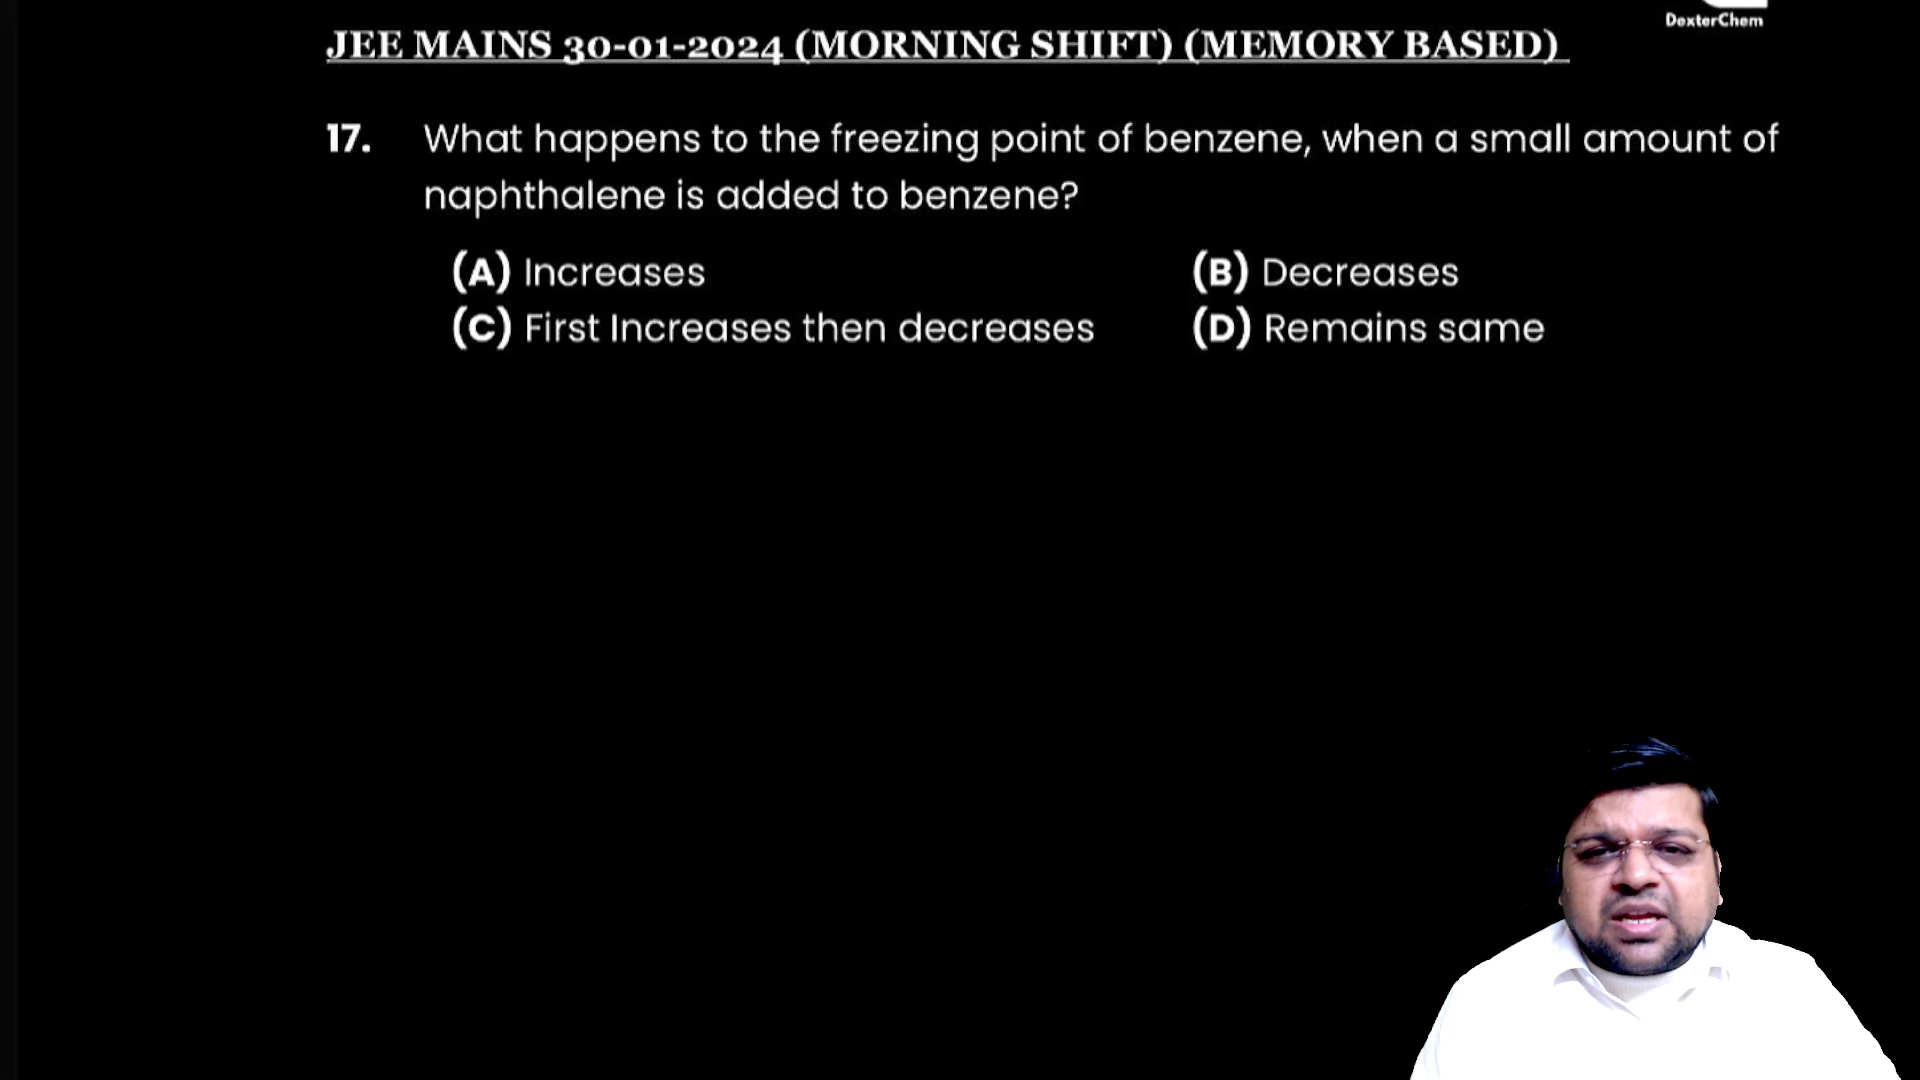 DexterChem
JEE MAINS 30-01-2024 (MORNING SHIFT) (MEMORY BASED)
17. What happens to the freezing point of benzene, when a small amount of
naphthalene is added to benzene?
(A) Increases (B) Decreases
(C) First Increases then decreases (D) Remains same